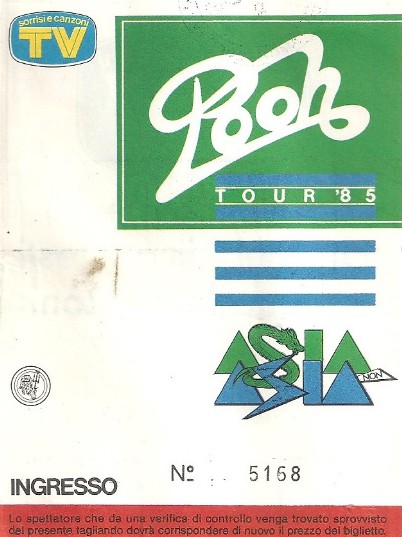 sorrisi e canzoni
TV
Pooh
TOUR '85
ASIA
NON
ASIA
Nº 5168
INGRESSO
Lo spettatore che da una verifica di controllo venga trovato sprovvisto
del presente tagliando dovrà corrispondere di nuovo il prezzo del biglietto.